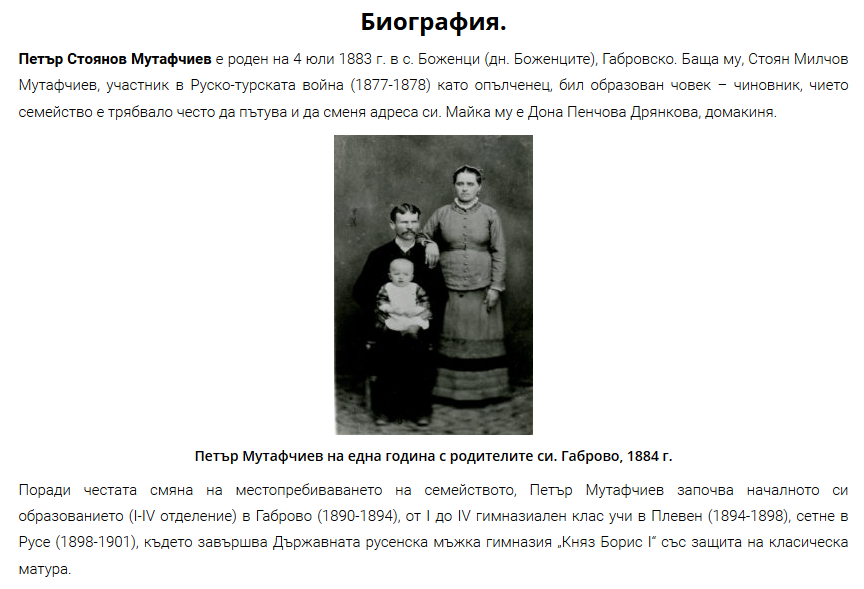 Биография.
Петър Стоянов Мутафчиев е роден на 4 юли 1883 г. в с. Боженци (дн. Боженците), Габровско. Баща му, Стоян Милчов
Мутафчиев, участник в Руско-турската война (1877-1878) като опълченец, бил образован човек – чиновник, чието
семейство е трябвало често да пътува и да сменя адреса си. Майка му е Дона Пенчова Дрянкова, домакиня.
Петър Мутафчиев на една година с родителите си. Габрово, 1884 г.
Поради честата смяна на местопребиваването на семейството, Петър Мутафчиев започва началното си
образованието (I-IV отделение) в Габрово (1890-1894), от I до IV гимназиален клас учи в Плевен (1894-1898), сетне в
Русе (1898-1901), където завършва Държавната русенска мъжка гимназия „Княз Борис I“ със защита на класическа
матура.